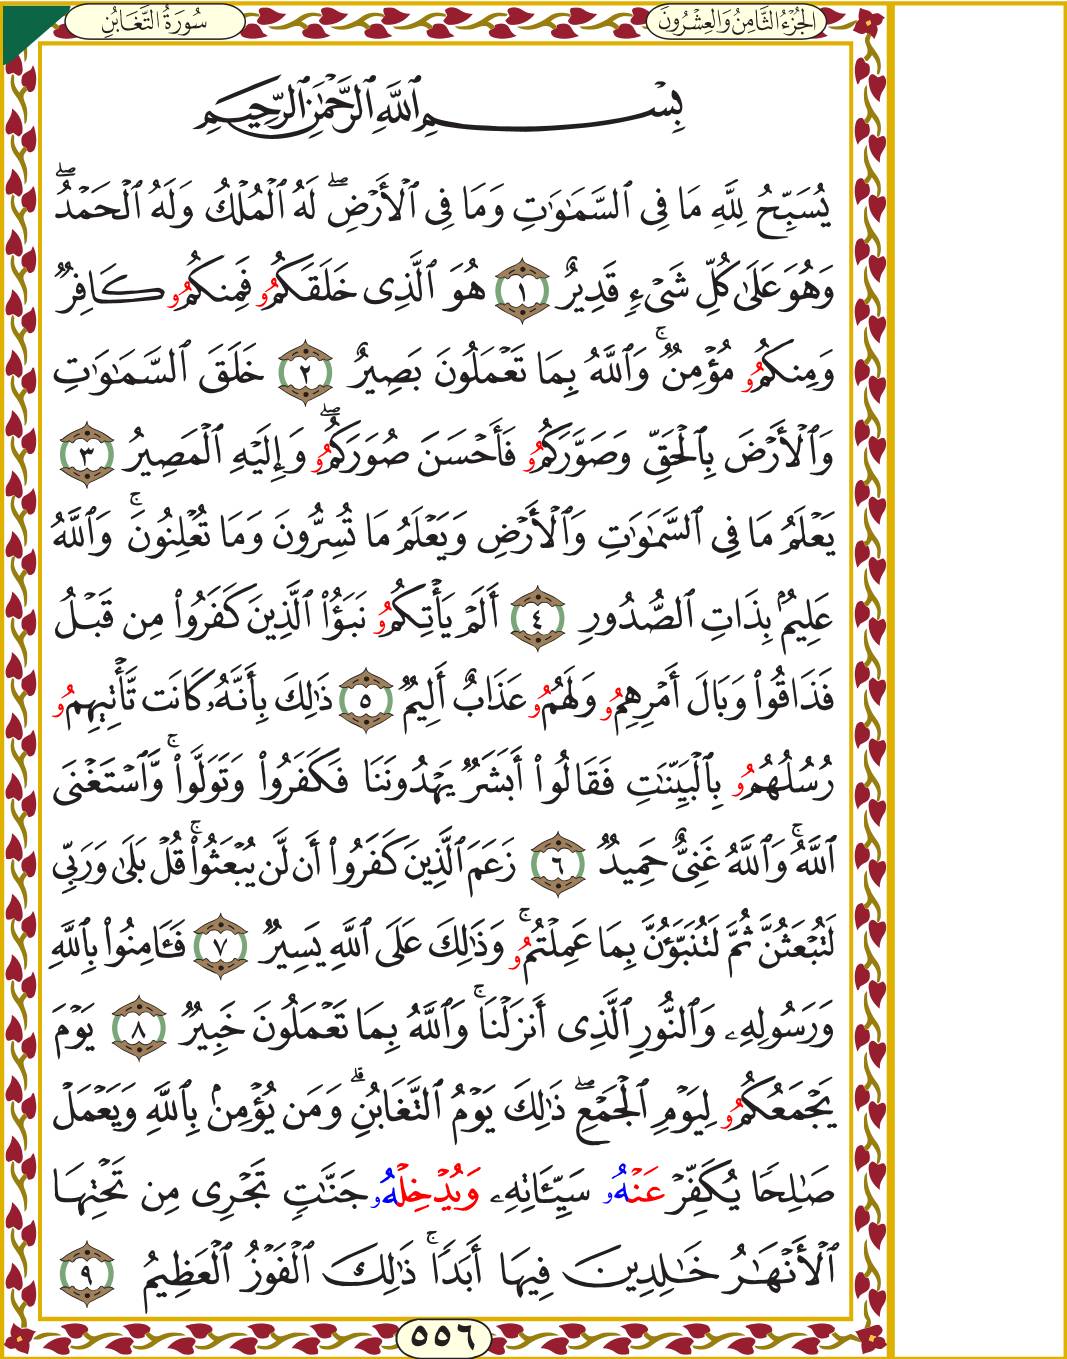 سُورَةُ التَّغَابُنِ
الجُزْءُ الثَّامِنُ وَالعِشْرُونَ
بِسْمِ ٱللَّهِ ٱلرَّحْمَٰنِ ٱلرَّحِيمِ
يُسَبِّحُ لِلَّهِ مَا فِى ٱلسَّمَٰوَٰتِ وَمَا فِى ٱلْأَرْضِۖ لَهُ ٱلْمُلْكُ وَلَهُ ٱلْحَمْدُۖ
وَهُوَ عَلَىٰ كُلِّ شَىْءٍ قَدِيرٌ ١ هُوَ ٱلَّذِى خَلَقَكُمُۥ فَمِنكُمُۥ كَافِرٌ
وَمِنكُمُۥ مُؤْمِنٌۚ وَٱللَّهُ بِمَا تَعْمَلُونَ بَصِيرٌ ٢ خَلَقَ ٱلسَّمَٰوَٰتِ
وَٱلْأَرْضَ بِٱلْحَقِّ وَصَوَّرَكُمُۥ فَأَحْسَنَ صُوَرَكُمُۥۖ وَإِلَيْهِ ٱلْمَصِيرُ ٣
يَعْلَمُ مَا فِى ٱلسَّمَٰوَٰتِ وَٱلْأَرْضِ وَيَعْلَمُ مَا تُسِرُّونَ وَمَا تُعْلِنُونَۚ وَٱللَّهُ
عَلِيمٌۢ بِذَاتِ ٱلصُّدُورِ ٤ أَلَمْ يَأْتِكُمُۥ نَبَؤُا۟ ٱلَّذِينَ كَفَرُوا۟ مِن قَبْلُ
فَذَاقُوا۟ وَبَالَ أَمْرِهِمُۥ وَلَهُمُۥ عَذَابٌ أَلِيمٌ ٥ ذَٰلِكَ بِأَنَّهُۥ كَانَت تَّأْتِيهِمُۥ
رُسُلُهُمُۥ بِٱلْبَيِّنَٰتِ فَقَالُوٓا۟ أَبَشَرٌ يَهْدُونَنَا فَكَفَرُوا۟ وَتَوَلَّوا۟ۚ وَّٱسْتَغْنَى
ٱللَّهُۚ وَٱللَّهُ غَنِىٌّ حَمِيدٌ ٦ زَعَمَ ٱلَّذِينَ كَفَرُوٓا۟ أَن لَّن يُبْعَثُوا۟ۚ قُلْ بَلَىٰ وَرَبِّى
لَتُبْعَثُنَّ ثُمَّ لَتُنَبَّؤُنَّ بِمَا عَمِلْتُمُۥۚ وَذَٰلِكَ عَلَى ٱللَّهِ يَسِيرٌ ٧ فَـَٔامِنُوا۟ بِٱللَّهِ
وَرَسُولِهِۦ وَٱلنُّورِ ٱلَّذِىٓ أَنزَلْنَاۚ وَٱللَّهُ بِمَا تَعْمَلُونَ خَبِيرٌ ٨ يَوْمَ
يَجْمَعُكُمُۥ لِيَوْمِ ٱلْجَمْعِۖ ذَٰلِكَ يَوْمُ ٱلتَّغَابُنِۗ وَمَن يُؤْمِنۢ بِٱللَّهِ وَيَعْمَلْ
صَٰلِحًا يُكَفِّرْ عَنْهُۥ سَيِّـَٔاتِهِۦ وَيُدْخِلْهُۥ جَنَّٰتٍ تَجْرِى مِن تَحْتِهَا
ٱلْأَنْهَٰرُ خَٰلِدِينَ فِيهَآ أَبَدًاۚ ذَٰلِكَ ٱلْفَوْزُ ٱلْعَظِيمُ ٩
٥٥٦